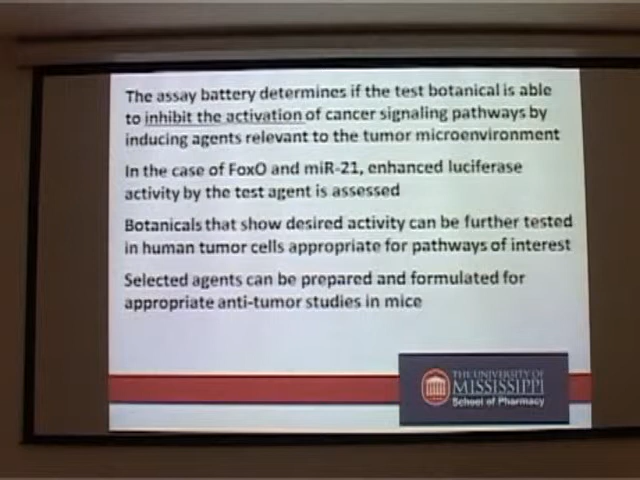 The assay battery determines if the test botanical is able
to inhibit the activation of cancer signaling pathways by
inducing agents relevant to the tumor microenvironment
In the case of FoxO and miR-21, enhanced luciferase
activity by the test agent is assessed
Botanicals that show desired activity can be further tested
in human tumor cells appropriate for pathways of interest
Selected agents can be prepared and formulated for
appropriate anti-tumor studies in mice
THE UNIVERSITY OF
MISSISSIPPI
School of Pharmacy